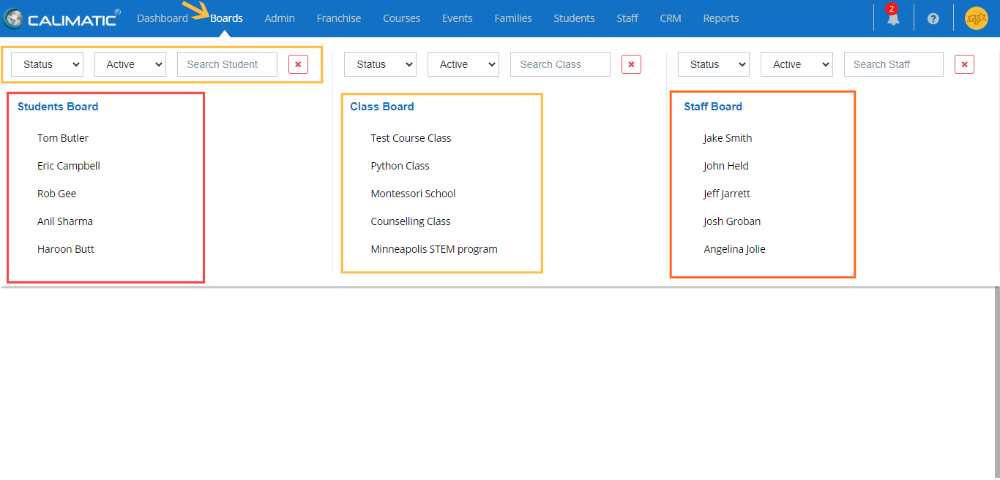 CALIMATIC®
Dashboard Boards Admin Franchise Courses Events Families Students Staff CRM Reports 2 ?
Status Active Search Student
Students Board
Tom Butler
Eric Campbell
Rob Gee
Anil Sharma
Haroon Butt
Status Active Search Class
Class Board
Test Course Class
Python Class
Montessori School
Counselling Class
Minneapolis STEM program
Status Active Search Staff
Staff Board
Jake Smith
John Held
Jeff Jarrett
Josh Groban
Angelina Jolie